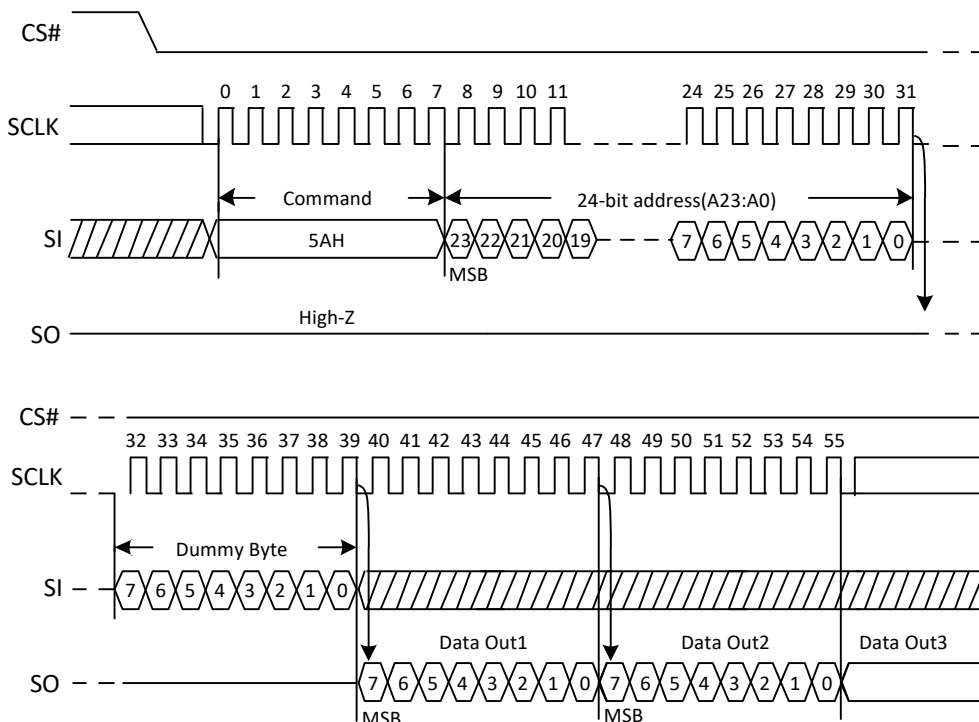 CS#
0 1 2 3 4 5 6 7 8 9 10 11 24 25 26 27 28 29 30 31
SCLK
Command 24-bit address(A23:A0)
SI 5AH 23 22 21 20 19 7 6 5 4 3 2 1 0
MSB
High-Z
SO
CS#
32 33 34 35 36 37 38 39 40 41 42 43 44 45 46 47 48 49 50 51 52 53 54 55
SCLK
Dummy Byte
SI 7 6 5 4 3 2 1 0
Data Out1 Data Out2 Data Out3
SO 7 6 5 4 3 2 1 0 7 6 5 4 3 2 1 0
MSB MSB